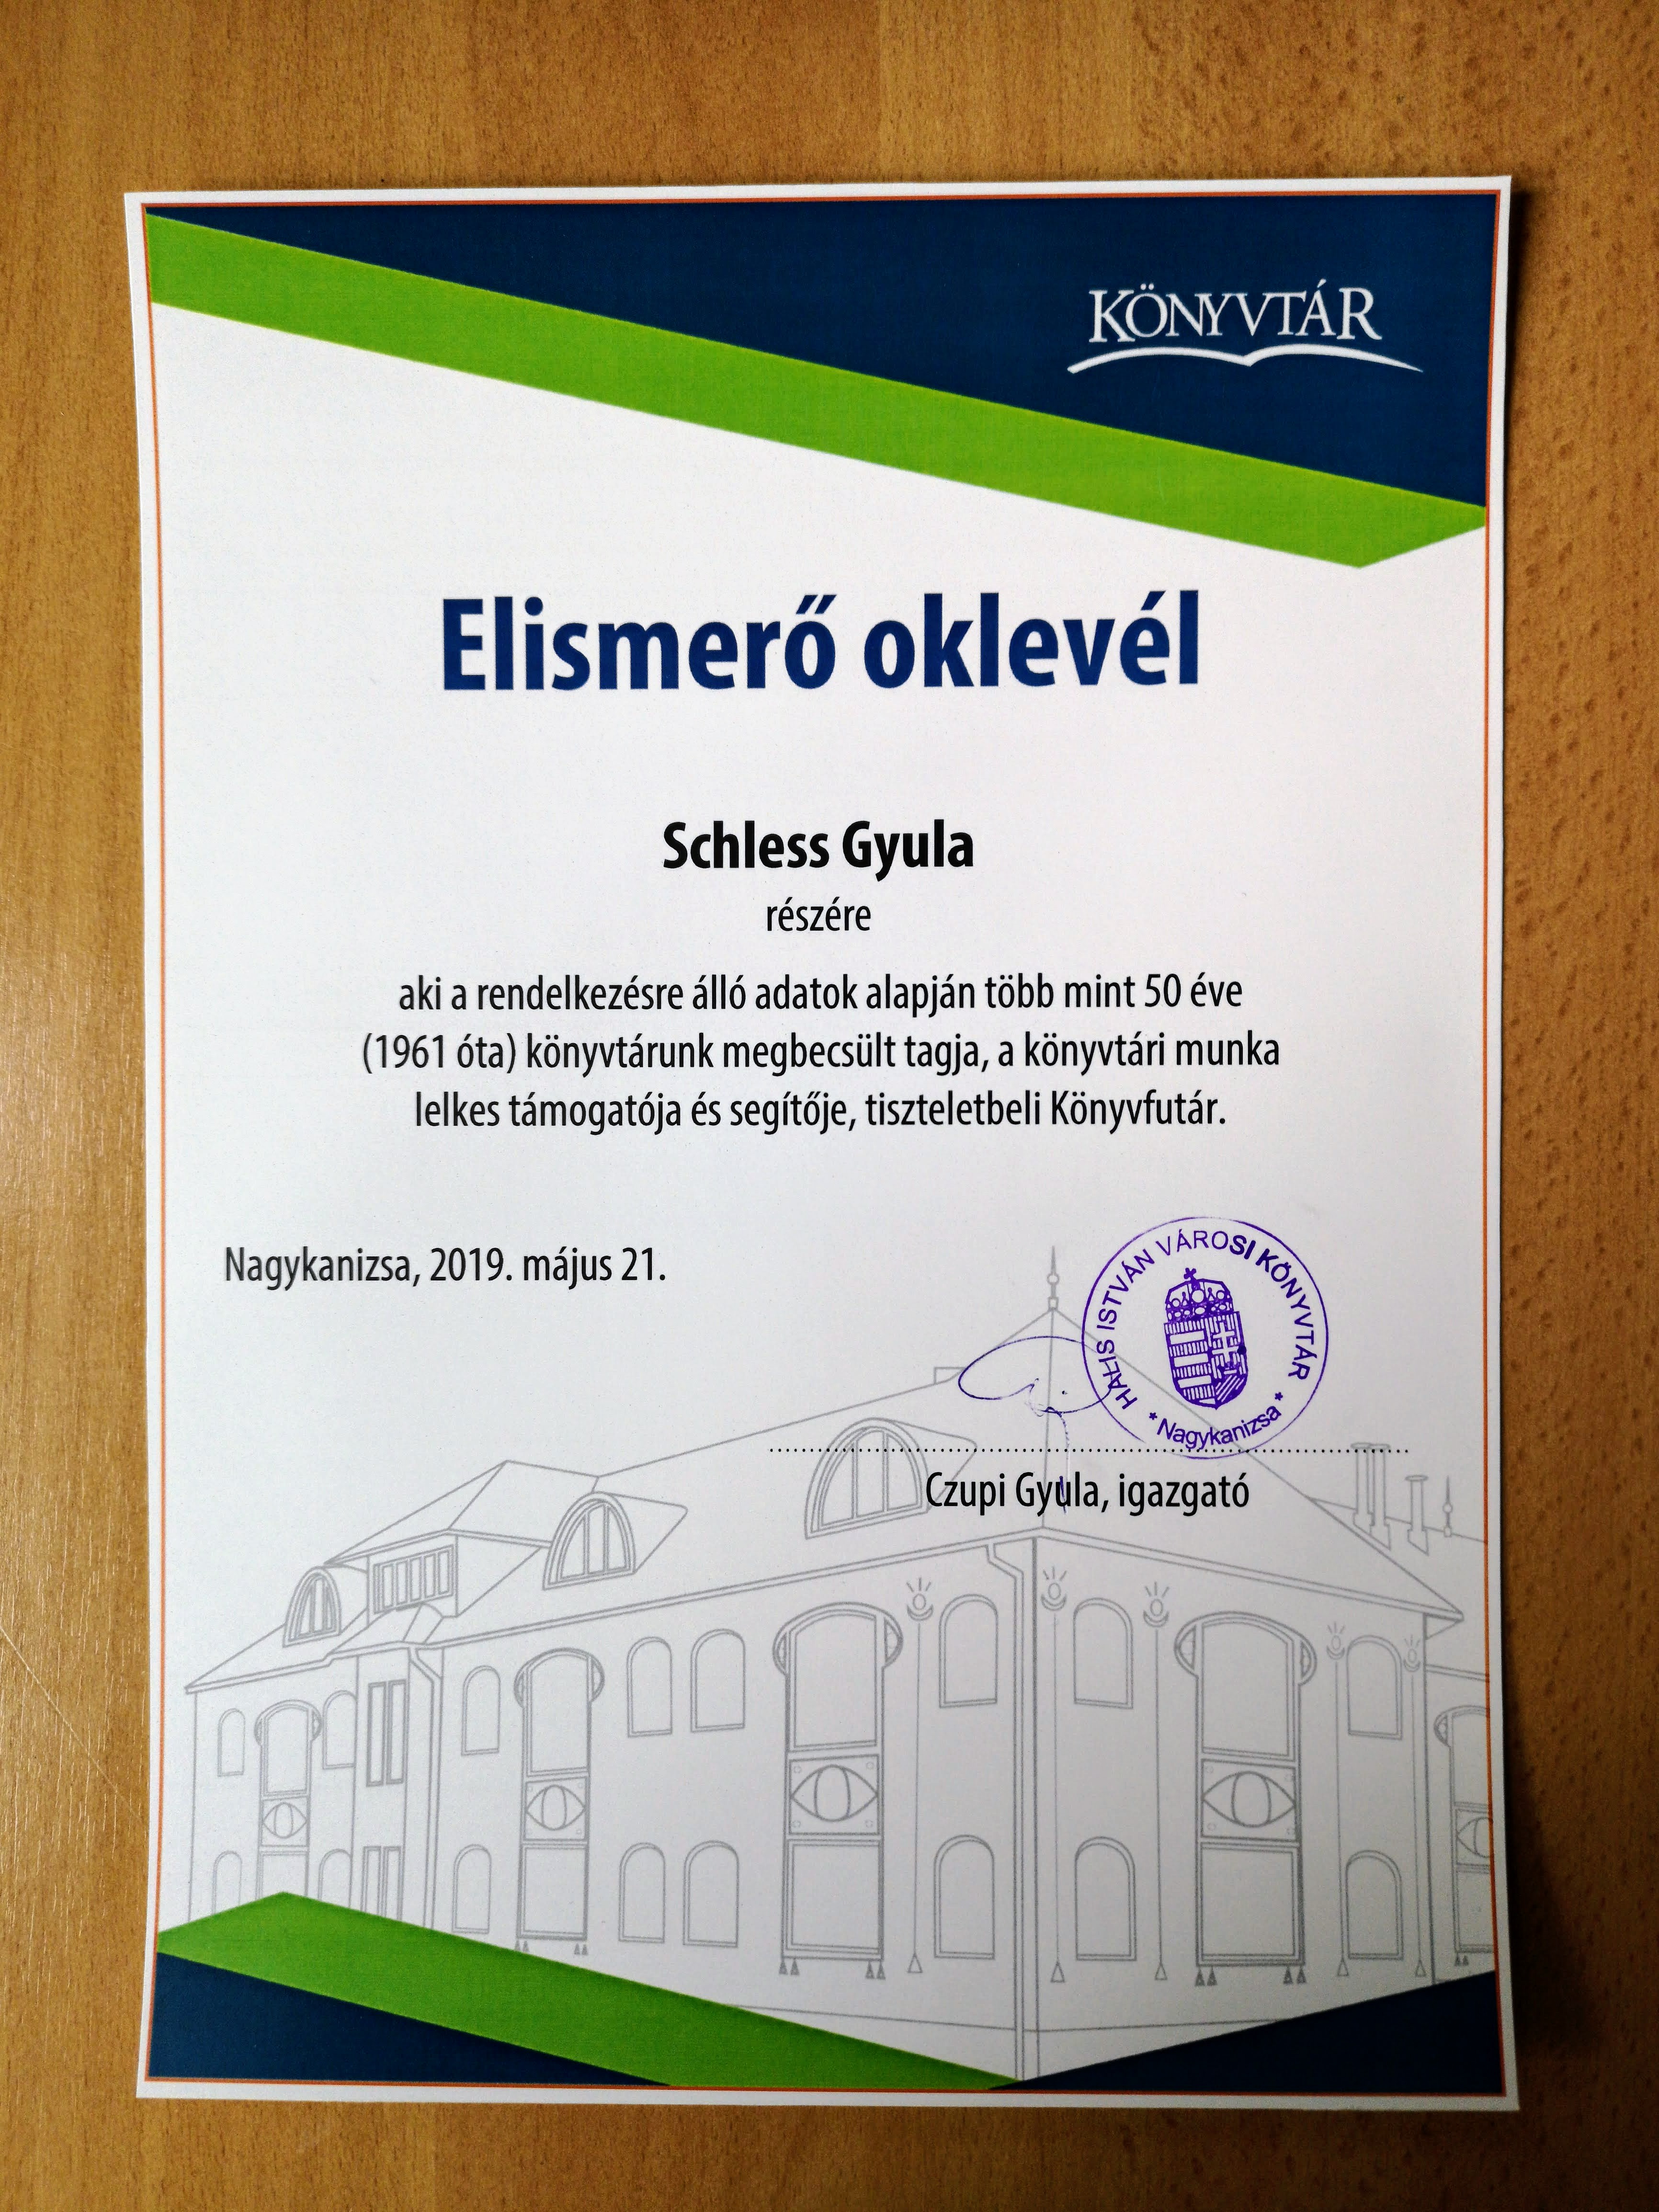 KÖNYVTÁR
Elismerő oklevél
Schless Gyula
részére
aki a rendelkezésre álló adatok alapján több mint 50 éve
(1961 óta) könyvtárunk megbecsült tagja, a könyvtári munka
lelkes támogatója és segítője, tiszteletbeli Könyvfutár.
Nagykanizsa, 2019. május 21.
HALIS ISTVÁN VÁROSI KÖNYVTÁR
* Nagykanizsa *
Czupi Gyula, igazgató